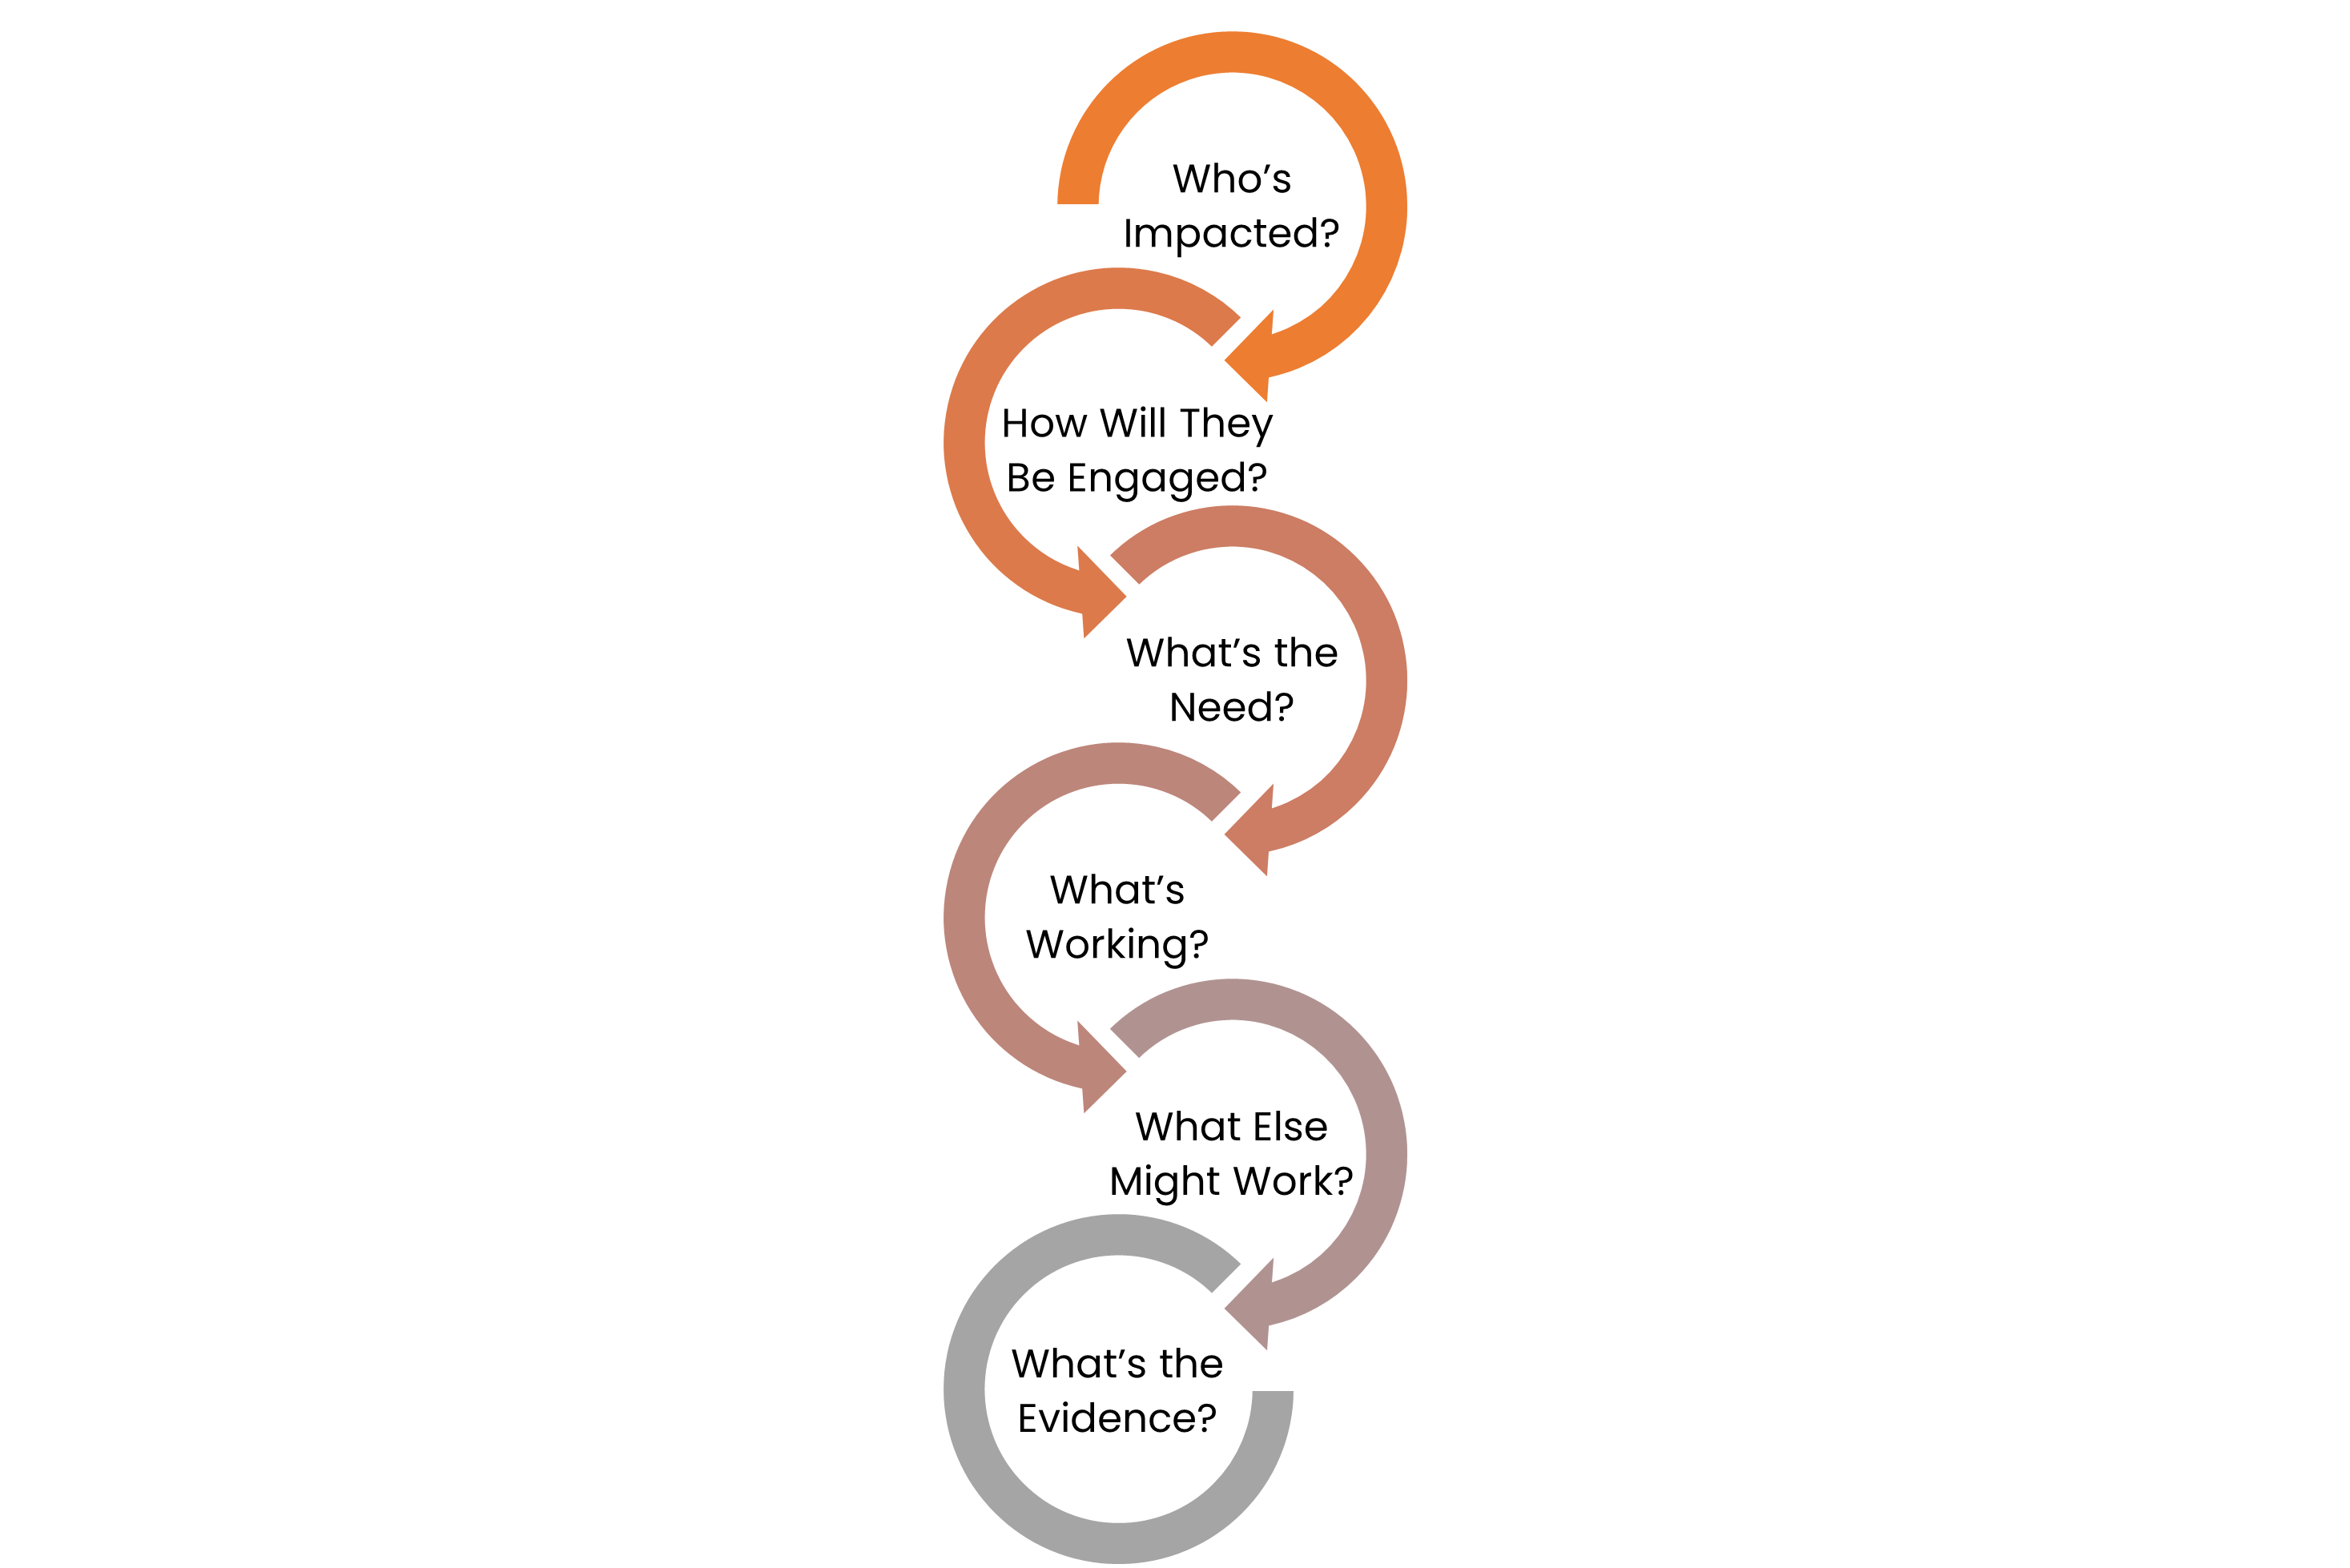 Who’s
Impacted?
How Will They
Be Engaged?
What’s the
Need?
What’s
Working?
What Else
Might Work?
What’s the
Evidence?